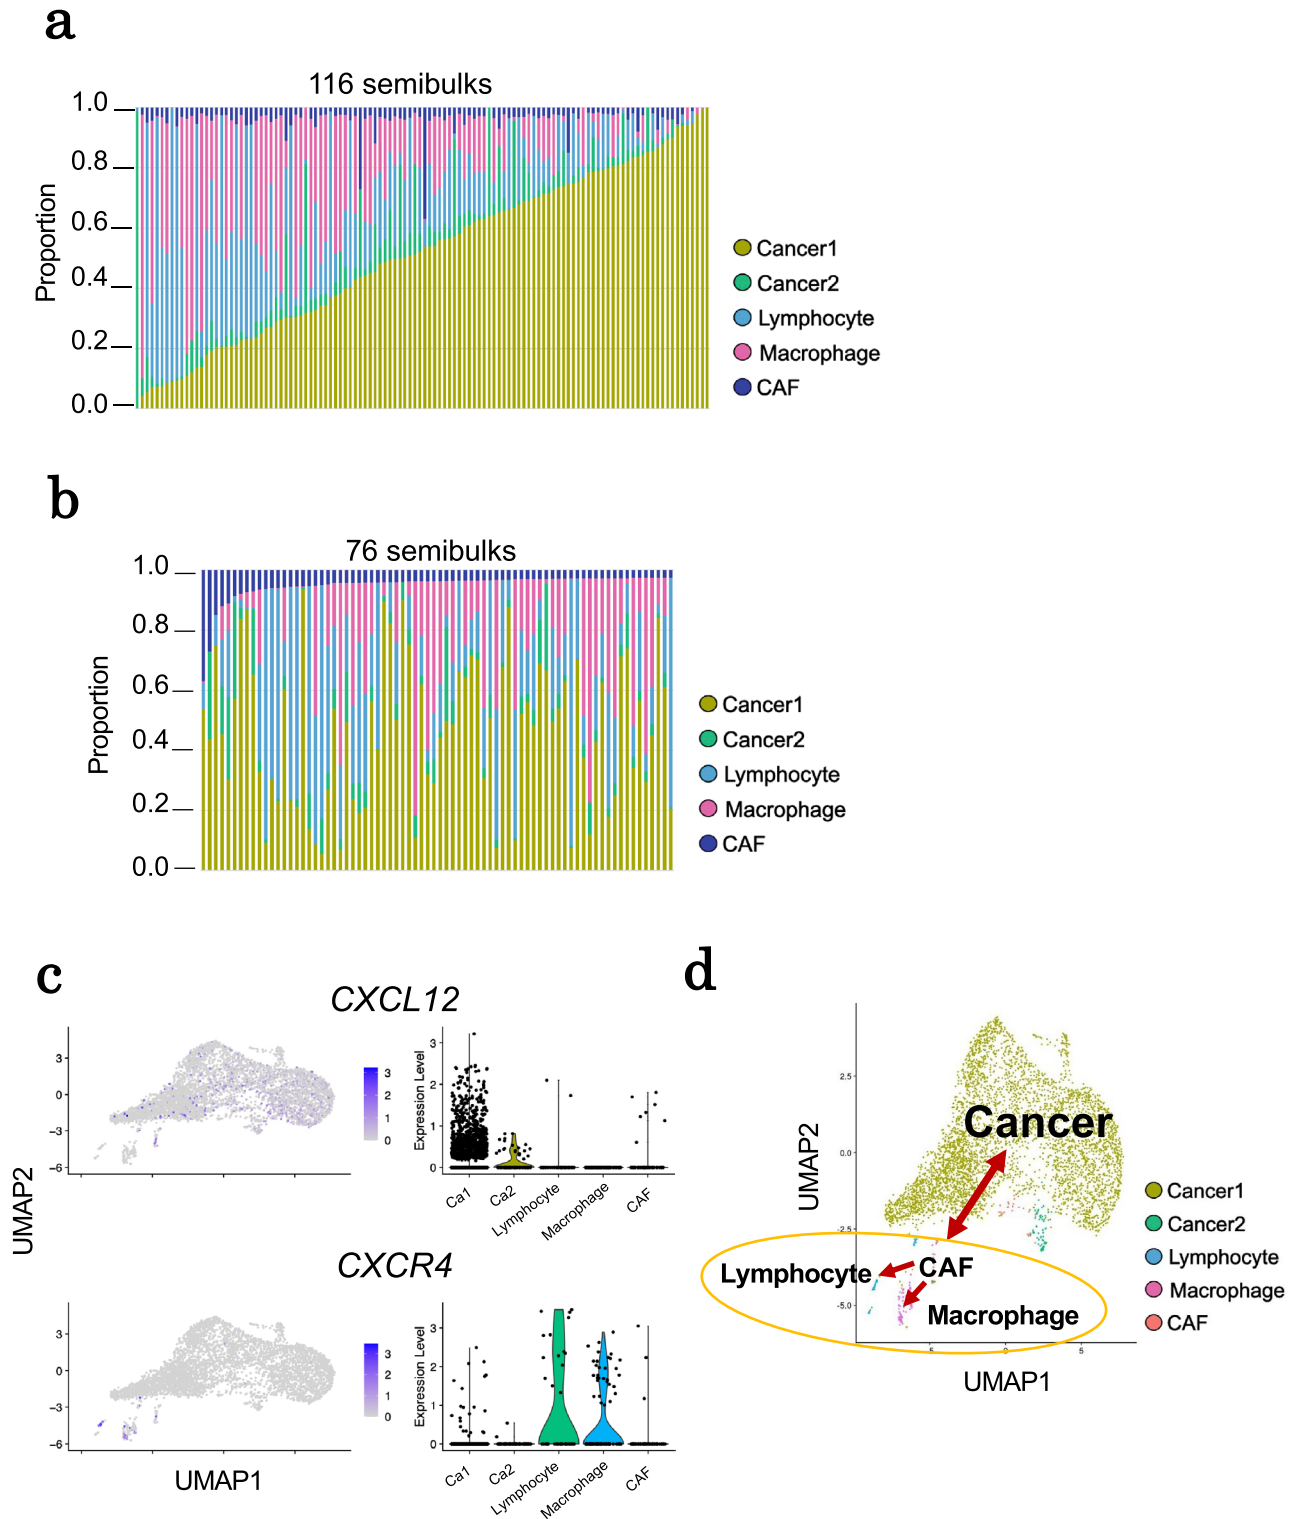 a
116 semibulks
1.0
0.8
0.6
0.4
0.2
0.0
Proportion
Cancer1
Cancer2
Lymphocyte
Macrophage
CAF
b
76 semibulks
1.0
0.8
0.6
0.4
0.2
0.0
Proportion
Cancer1
Cancer2
Lymphocyte
Macrophage
CAF
c
CXCL12
3
0
−3
−6
3
2
1
0
Expression Level
3
2
1
0
Ca1
Ca2
Lymphocyte
Macrophage
CAF
UMAP2
CXCR4
3
0
−3
−6
3
2
1
0
Expression Level
3
2
1
0
Ca1
Ca2
Lymphocyte
Macrophage
CAF
UMAP1
d
UMAP2
2.5
0.0
-2.5
-5.0
Cancer
Lymphocyte
CAF
Macrophage
5
0
5
UMAP1
Cancer1
Cancer2
Lymphocyte
Macrophage
CAF